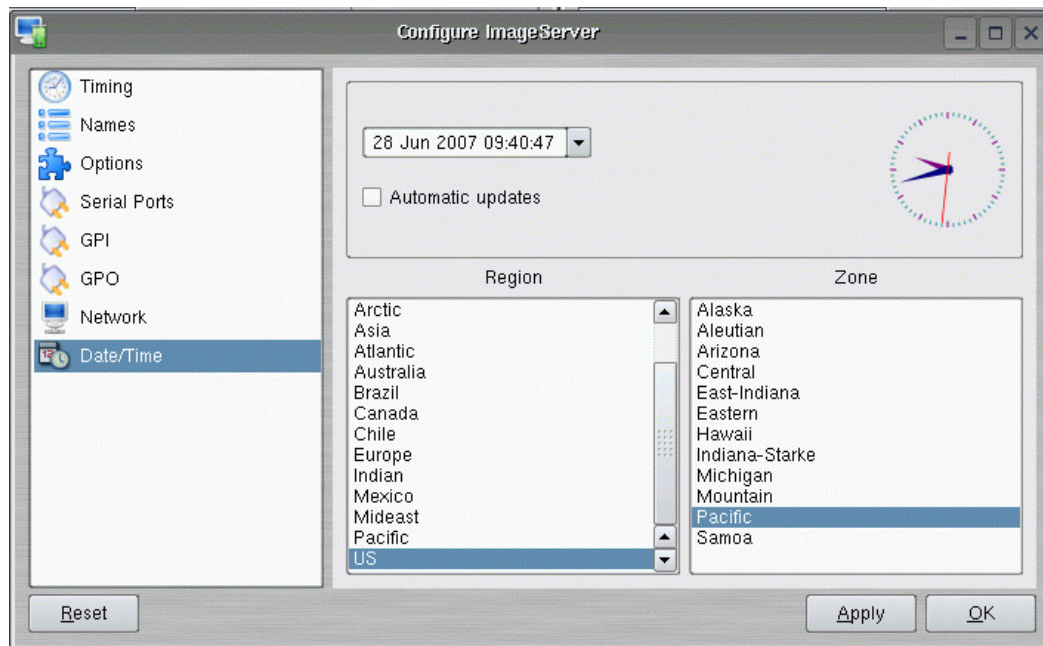 Configure ImageServer
Timing
Names
Options
Serial Ports
GPI
GPO
Network
Date/Time
28 Jun 2007 09:40:47
Automatic updates
Region
Arctic
Asia
Atlantic
Australia
Brazil
Canada
Chile
Europe
Indian
Mexico
Mideast
Pacific
US
Zone
Alaska
Aleutian
Arizona
Central
East-Indiana
Eastern
Hawaii
Indiana-Starke
Michigan
Mountain
Pacific
Samoa
Reset
Apply
OK